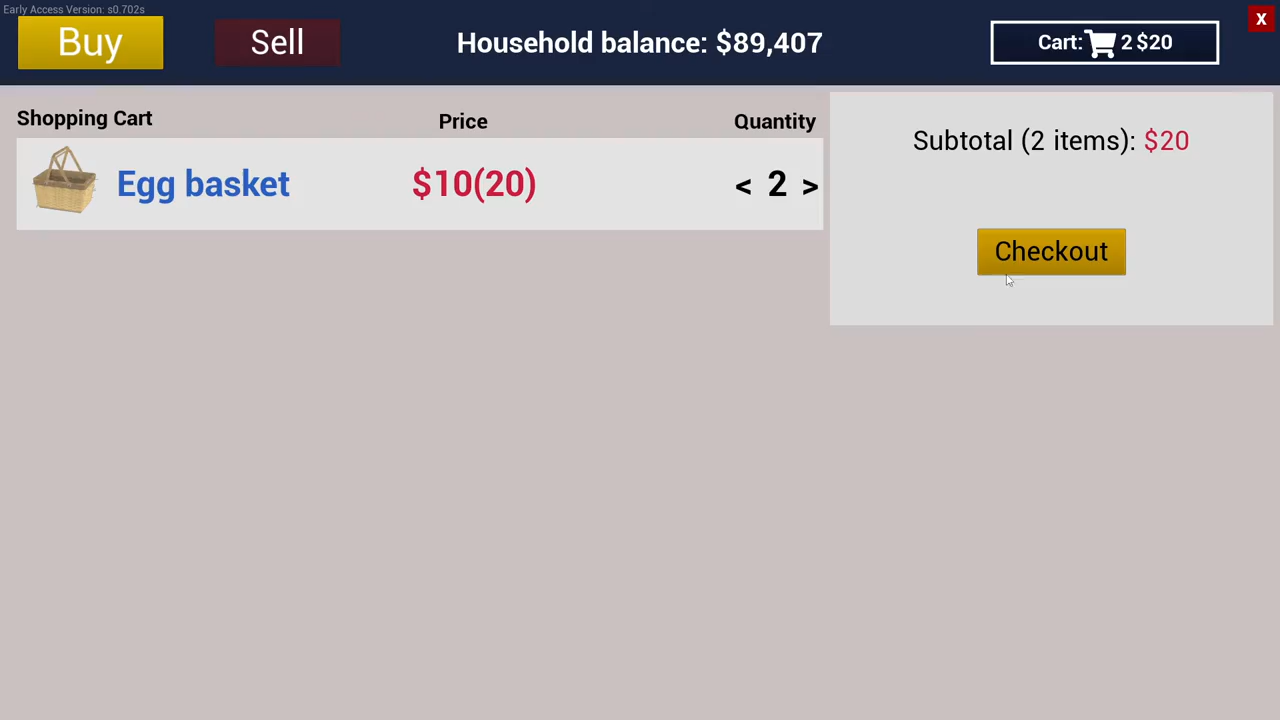 Early Access Version: s0.702s
Buy
Sell
Household balance: $89,407
Cart: 2 $20
X
Shopping Cart
Price
Quantity
Egg basket
$10(20)
< 2 >
Subtotal (2 items): $20
Checkout